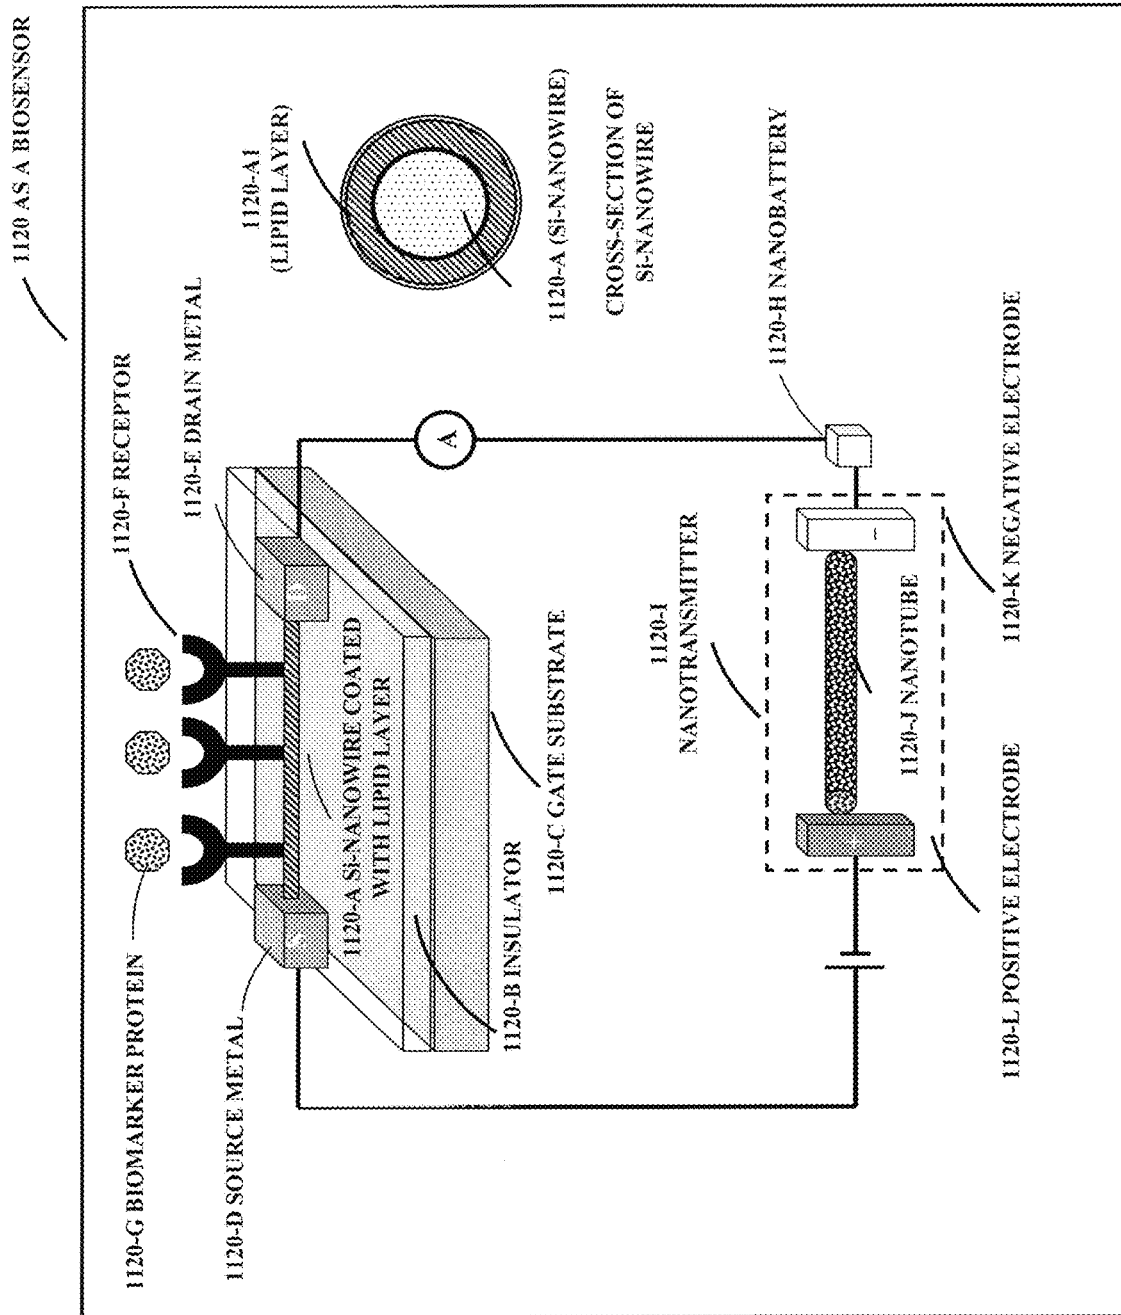 1120 AS A BIOSENSOR
1120-G BIOMARKER PROTEIN
1120-F RECEPTOR
1120-D SOURCE METAL
1120-E DRAIN METAL
S
D
1120-A Si-NANOWIRE COATED
WITH LIPID LAYER
1120-B INSULATOR
1120-C GATE SUBSTRATE
A
1120-A1
(LIPID LAYER)
1120-A (Si-NANOWIRE)
CROSS-SECTION OF
Si-NANOWIRE
1120-H NANOBATTERY
1120-I
NANOTRANSMITTER
1120-J NANOTUBE
1120-L POSITIVE ELECTRODE
1120-K NEGATIVE ELECTRODE